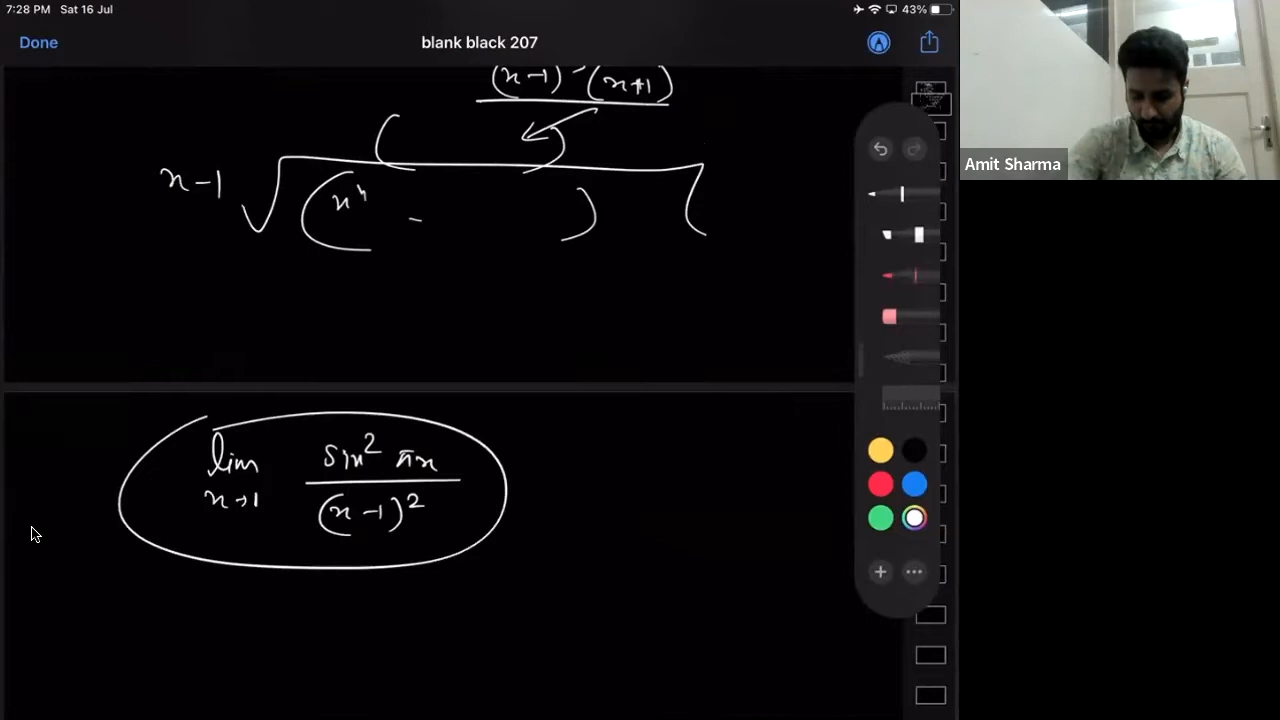 7:28 PM Sat 16 Jul
43%
Done
blank black 207
(x-1) - (x+1)
( )
x-1 √ (x⁴ - ) (
Amit Sharma
lim sin² πx
x→1 (x-1)²